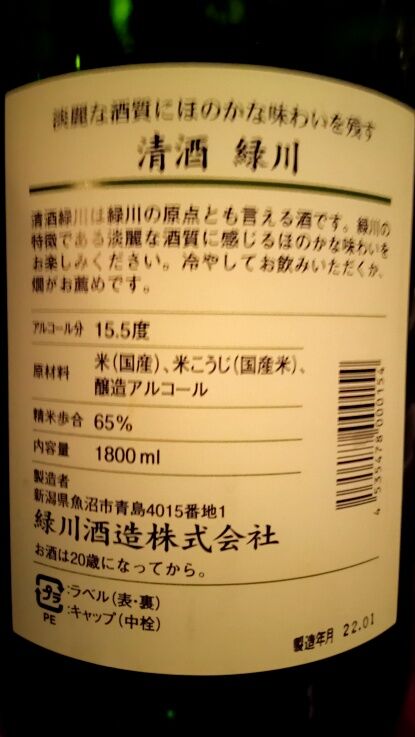 淡麗な酒質にほのかな味わいを残す
清酒 緑川
清酒緑川は緑川の原点とも言える酒です。緑川の
特徴である淡麗な酒質に感じるほのかな味わいを
お楽しみください。冷やしてお飲みいただくか、
燗がお薦めです。
アルコール分 15.5度
原材料 米(国産)、米こうじ(国産米)、
醸造アルコール
精米歩合 65%
内容量 1800ml
製造者
新潟県魚沼市青島4015番地1
緑川酒造株式会社
お酒は20歳になってから。
プラ :ラベル(表・裏)
PE :キャップ(中栓)
製造年月 22.01
4 535478 000154